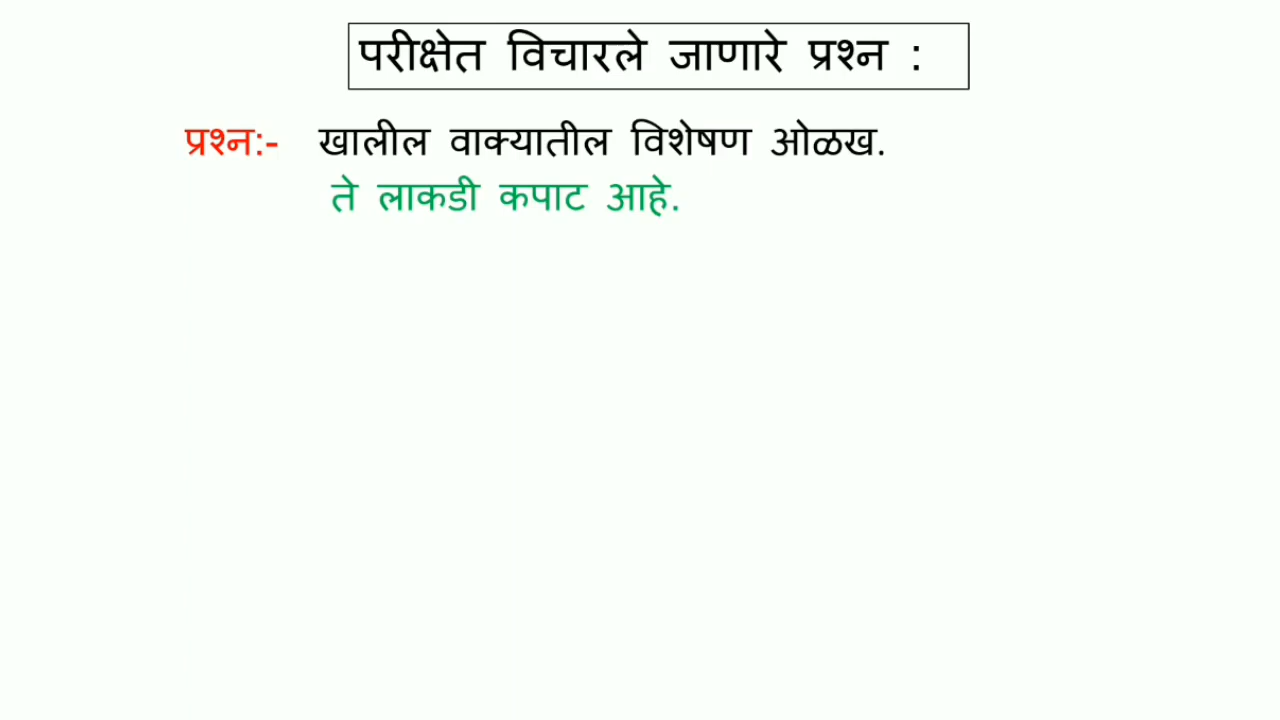 परीक्षेत विचारले जाणारे प्रश्न :
प्रश्न:- खालील वाक्यातील विशेषण ओळख.
ते लाकडी कपाट आहे.